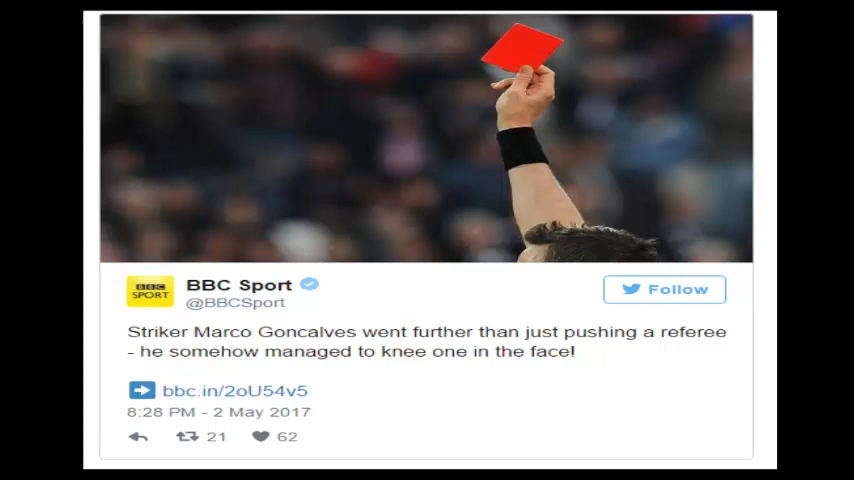 BBC
SPORT
BBC Sport
@BBCSport
Follow
Striker Marco Goncalves went further than just pushing a referee
- he somehow managed to knee one in the face!
bbc.in/2oU54v5
8:28 PM - 2 May 2017
21 62